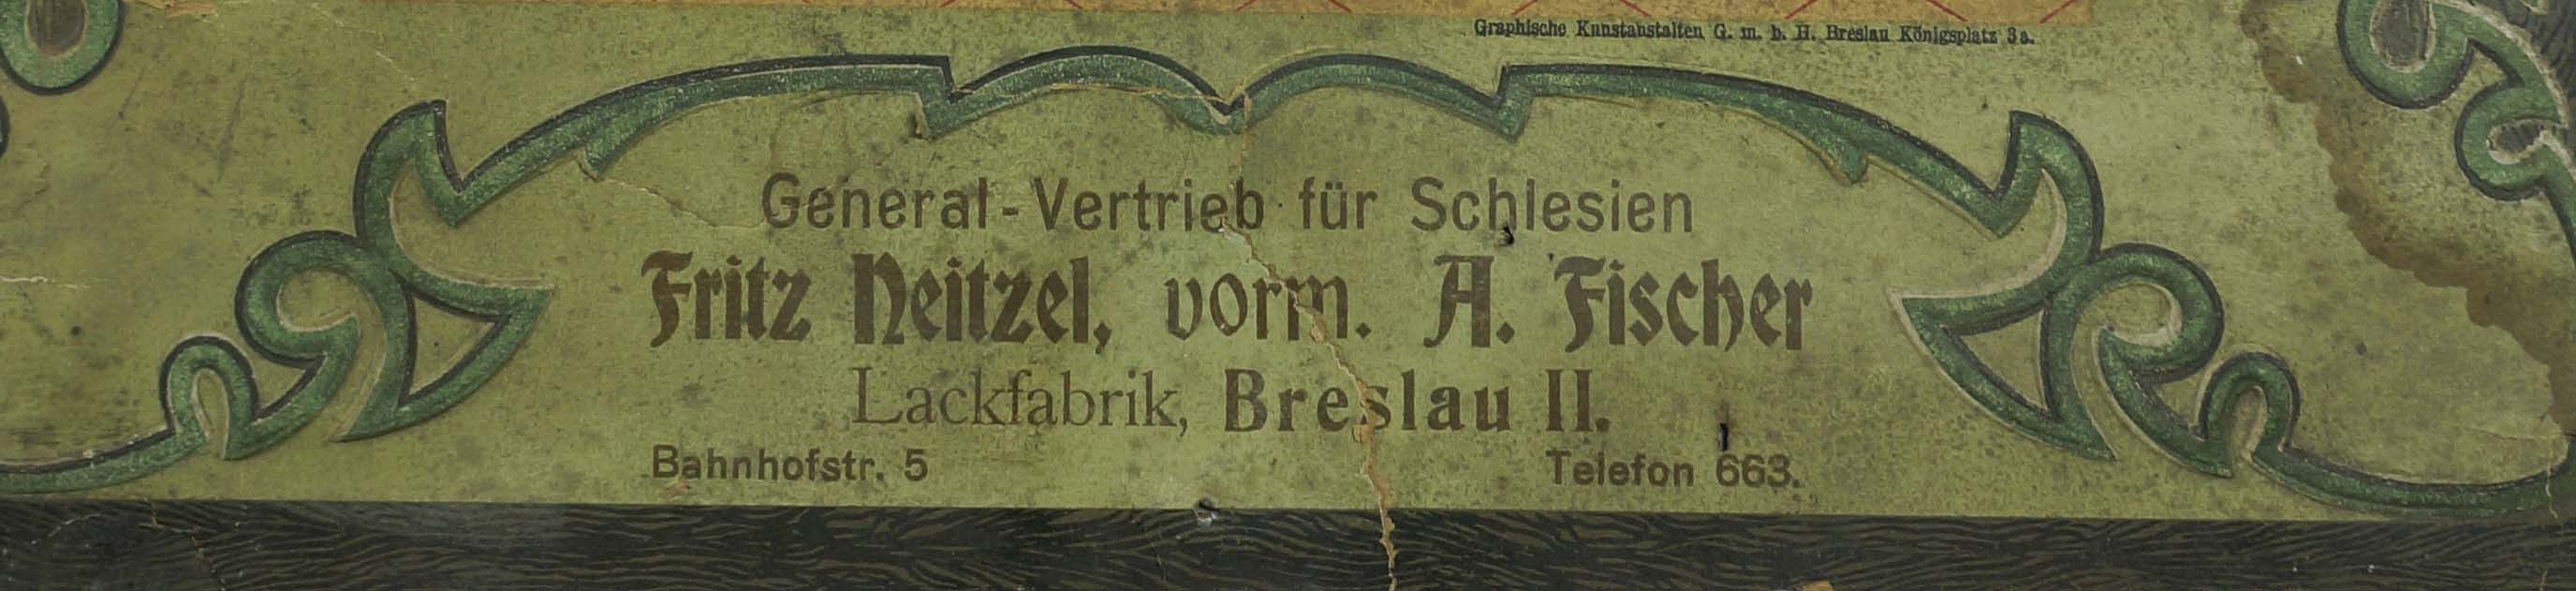 Graphische Kunstanstalten G. m. b. H. Breslau Königsplatz 3a.
General-Vertrieb für Schlesien
Fritz Neitzel, vorm. A. Fischer
Lackfabrik, Breslau II.
Bahnhofstr. 5 Telefon 663.